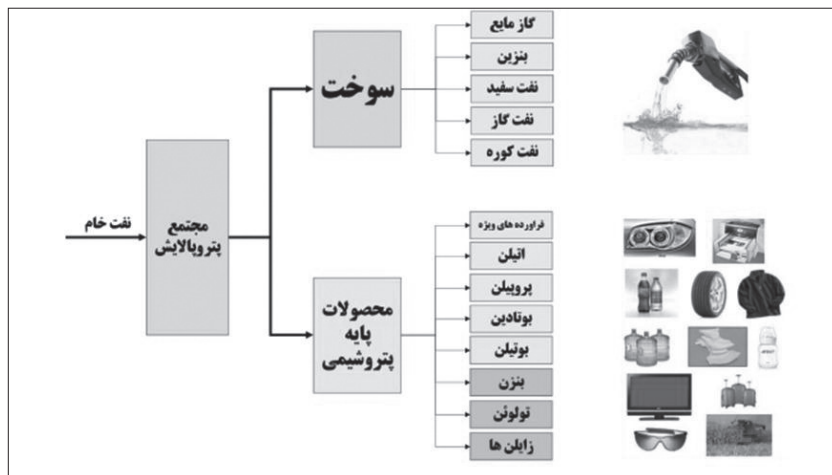 نفت خام
مجتمع
پتروپالایش
سوخت
گاز مایع
بنزین
نفت سفید
نفت گاز
نفت کوره
محصولات
پایه
پتروشیمی
فراورده های ویژه
اتیلن
پروپیلن
بوتادین
بوتیلن
بنزن
تولوئن
زایلن ها